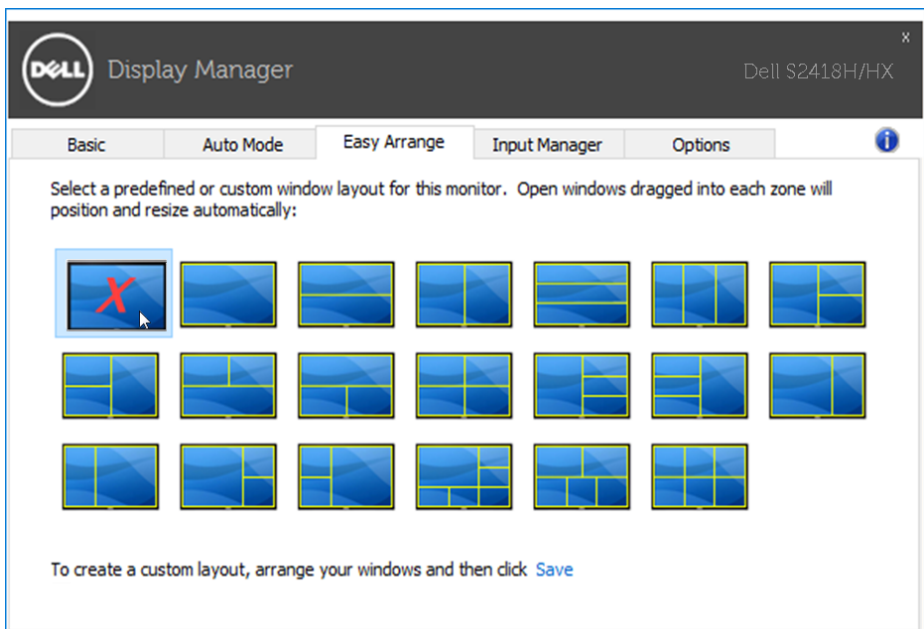 x
DELL Display Manager
Dell S2418H/HX
Basic Auto Mode Easy Arrange Input Manager Options i
Select a predefined or custom window layout for this monitor. Open windows dragged into each zone will
position and resize automatically:
X
To create a custom layout, arrange your windows and then click Save